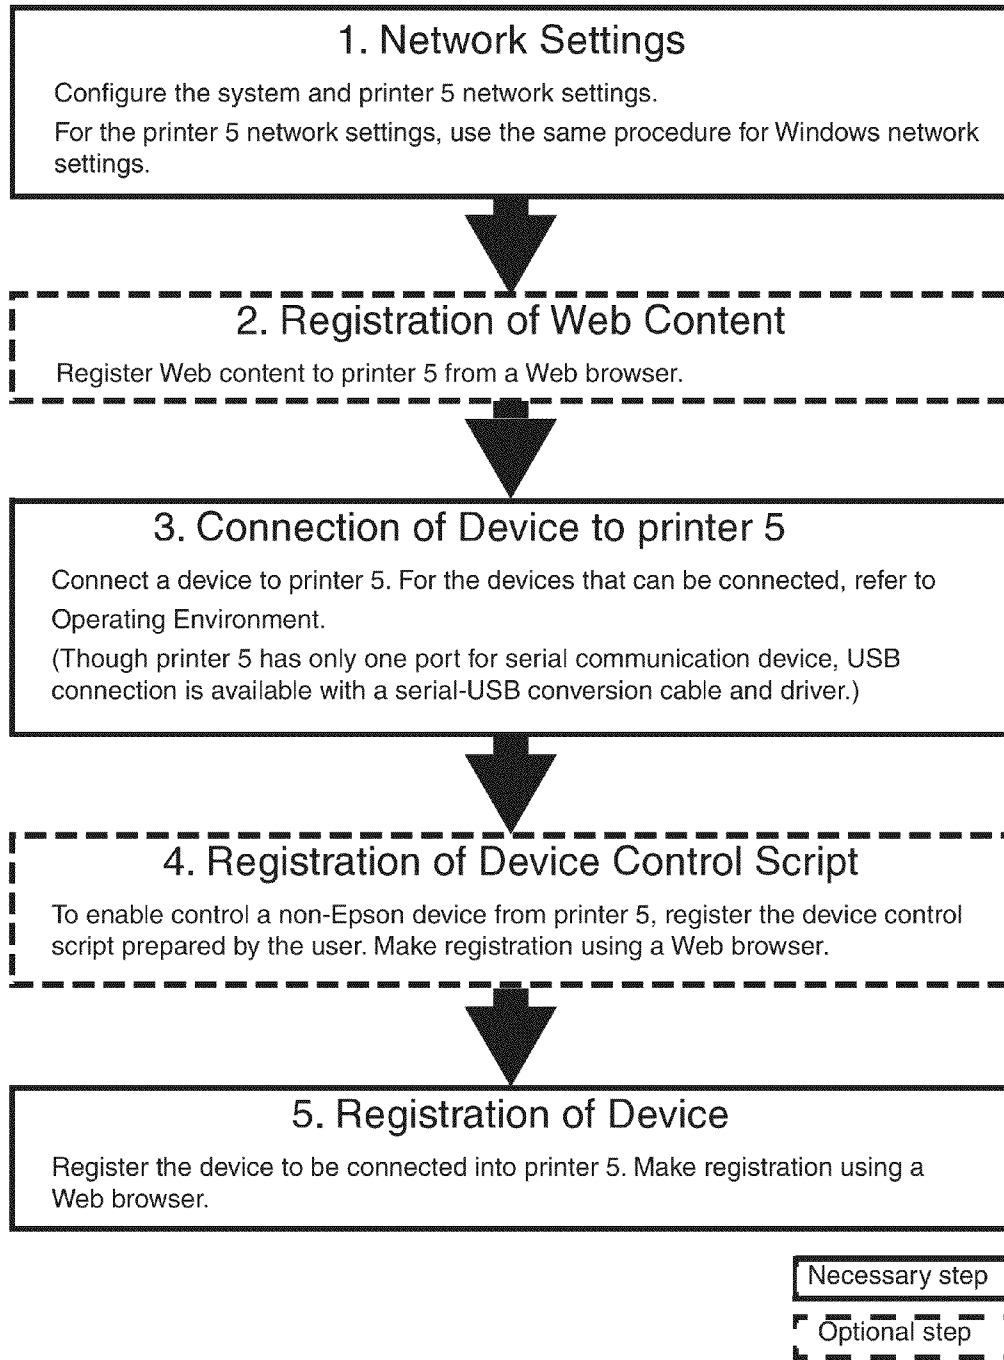 1. Network Settings
Configure the system and printer 5 network settings.
For the printer 5 network settings, use the same procedure for Windows network
settings.
2. Registration of Web Content
Register Web content to printer 5 from a Web browser.
3. Connection of Device to printer 5
Connect a device to printer 5. For the devices that can be connected, refer to
Operating Environment.
(Though printer 5 has only one port for serial communication device, USB
connection is available with a serial-USB conversion cable and driver.)
4. Registration of Device Control Script
To enable control a non-Epson device from printer 5, register the device control
script prepared by the user. Make registration using a Web browser.
5. Registration of Device
Register the device to be connected into printer 5. Make registration using a
Web browser.
Necessary step
Optional step